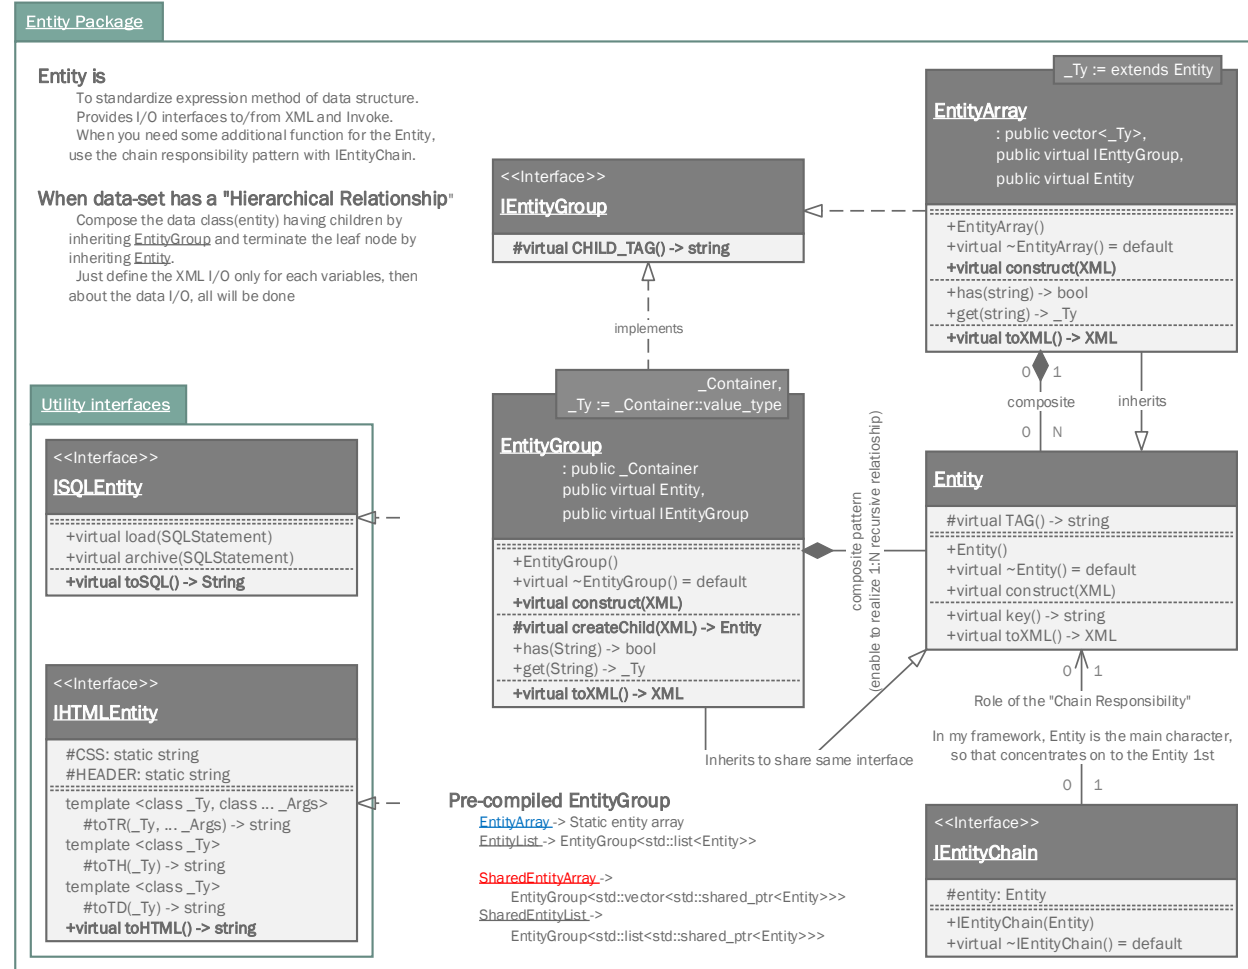 Entity Package
Entity is
To standardize expression method of data structure.
Provides I/O interfaces to/from XML and Invoke.
When you need some additional function for the Entity,
use the chain responsibility pattern with IEntityChain.
When data-set has a "Hierarchical Relationship"
Compose the data class(entity) having children by
inheriting EntityGroup and terminate the leaf node by
inheriting Entity.
Just define the XML I/O only for each variables, then
about the data I/O, all will be done
Utility interfaces
<<Interface>>
ISQLEntity
+virtual load(SQLStatement)
+virtual archive(SQLStatement)
+virtual toSQL() -> String
<<Interface>>
IHTMLEntity
#CSS: static string
#HEADER: static string
template <class _Ty, class ... _Args>
#toTR(_Ty, ... _Args) -> string
template <class _Ty>
#toTH(_Ty) -> string
template <class _Ty>
#toTD(_Ty) -> string
+virtual toHTML() -> string
<<Interface>>
IEntityGroup
#virtual CHILD_TAG() -> string
implements
_Container,
_Ty := _Container::value_type
EntityGroup
: public _Container
public virtual Entity,
public virtual IEntityGroup
+EntityGroup()
+virtual ~EntityGroup() = default
+virtual construct(XML)
#virtual createChild(XML) -> Entity
+has(String) -> bool
+get(String) -> _Ty
+virtual toXML() -> XML
composite pattern
(enable to realize 1:N recursive relatioship)
Inherits to share same interface
Pre-compiled EntityGroup
EntityArray -> Static entity array
EntityList -> EntityGroup<std::list<Entity>>
SharedEntityArray ->
EntityGroup<std::vector<std::shared_ptr<Entity>>>
SharedEntityList ->
EntityGroup<std::list<std::shared_ptr<Entity>>>
_Ty := extends Entity
EntityArray
: public vector<_Ty>,
public virtual IEnttyGroup,
public virtual Entity
+EntityArray()
+virtual ~EntityArray() = default
+virtual construct(XML)
+has(string) -> bool
+get(string) -> _Ty
+virtual toXML() -> XML
0 1
composite
inherits
0 N
Entity
#virtual TAG() -> string
+Entity()
+virtual ~Entity() = default
+virtual construct(XML)
+virtual key() -> string
+virtual toXML() -> XML
0 1
Role of the "Chain Responsibility"
In my framework, Entity is the main character,
so that concentrates on to the Entity 1st
0 1
<<Interface>>
IEntityChain
#entity: Entity
+IEntityChain(Entity)
+virtual ~IEntityChain() = default